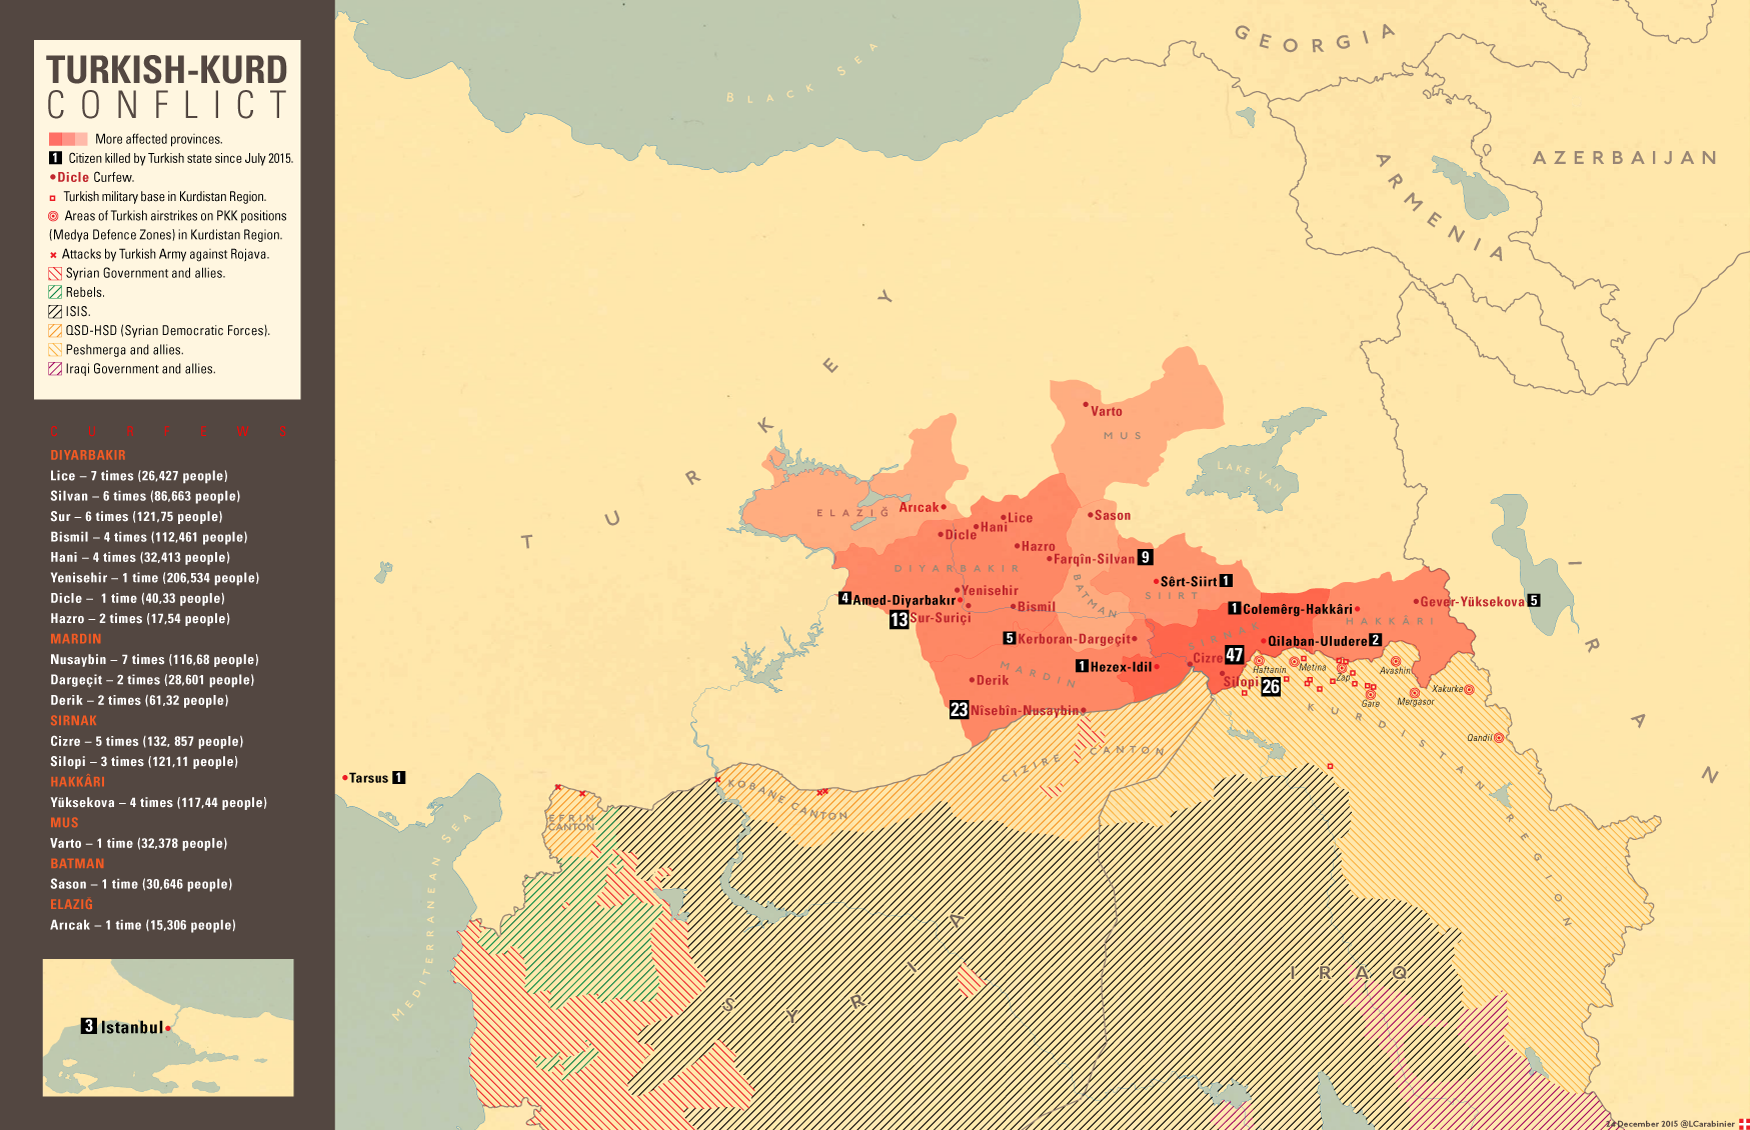 TURKISH-KURD
CONFLICT
More affected provinces.
1 Citizen killed by Turkish state since July 2015.
Dicle Curfew.
Turkish military base in Kurdistan Region.
Areas of Turkish airstrikes on PKK positions
(Medya Defence Zones) in Kurdistan Region.
Attacks by Turkish Army against Rojava.
Syrian Government and allies.
Rebels.
ISIS.
QSD-HSD (Syrian Democratic Forces).
Peshmerga and allies.
Iraqi Government and allies.
CURFEWS
DIYARBAKIR
Lice – 7 times (26,427 people)
Silvan – 6 times (86,663 people)
Sur – 6 times (121,75 people)
Bismil – 4 times (112,461 people)
Hani – 4 times (32,413 people)
Yenisehir – 1 time (206,534 people)
Dicle – 1 time (40,33 people)
Hazro – 2 times (17,54 people)
MARDIN
Nusaybin – 7 times (116,68 people)
Dargeçit – 2 times (28,601 people)
Derik – 2 times (61,32 people)
SIRNAK
Cizre – 5 times (132, 857 people)
Silopi – 3 times (121,11 people)
HAKKÂRI
Yüksekova – 4 times (117,44 people)
MUS
Varto – 1 time (32,378 people)
BATMAN
Sason – 1 time (30,646 people)
ELAZIĞ
Arıcak – 1 time (15,306 people)
3 Istanbul
BLACK SEA
GEORGIA
ARMENIA
AZERBAIJAN
TURKEY
IRAN
LAKE VAN
Varto
MUS
ELAZIĞ
Arıcak
Lice
Sason
Hani
Dicle
Hazro
Farqîn-Silvan 9
DIYARBAKIR
BATMAN
Sêrt-Siirt 1
SIIRT
Yenisehir
4 Amed-Diyarbakır
Bismil
13 Sur-Suriçi
1 Colemêrg-Hakkâri
Gever-Yüksekova 5
HAKKÂRI
SIRNAK
5 Kerboran-Dargeçit
Qilaban-Uludere 2
1 Hezex-Idil
Cizre 47
MARDIN
Derik
Silopi 26
23 Nisebîn-Nusaybin
Haftanin
Metina
Zap
Avashin
Gare
Mergasor
Xakurke
Qandil
KURDISTAN REGION
Tarsus 1
CIZIRE CANTON
KOBANE CANTON
EFRIN
CANTON
MEDITERRANEAN SEA
SYRIA
IRAQ
24 December 2015 @LCarabinier